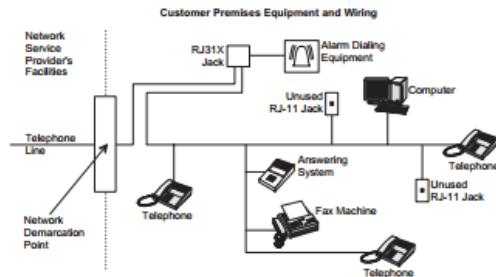 Customer Premises Equipment and Wiring
Network
Service
Provider's
Facilities
RJ31X
Jack
Alarm Dialing
Equipment
Unused
RJ-11 Jack
Computer
Telephone
Line
Telephone
Answering
System
Telephone
Unused
RJ-11 Jack
Fax Machine
Network
Demarcation
Point
Telephone